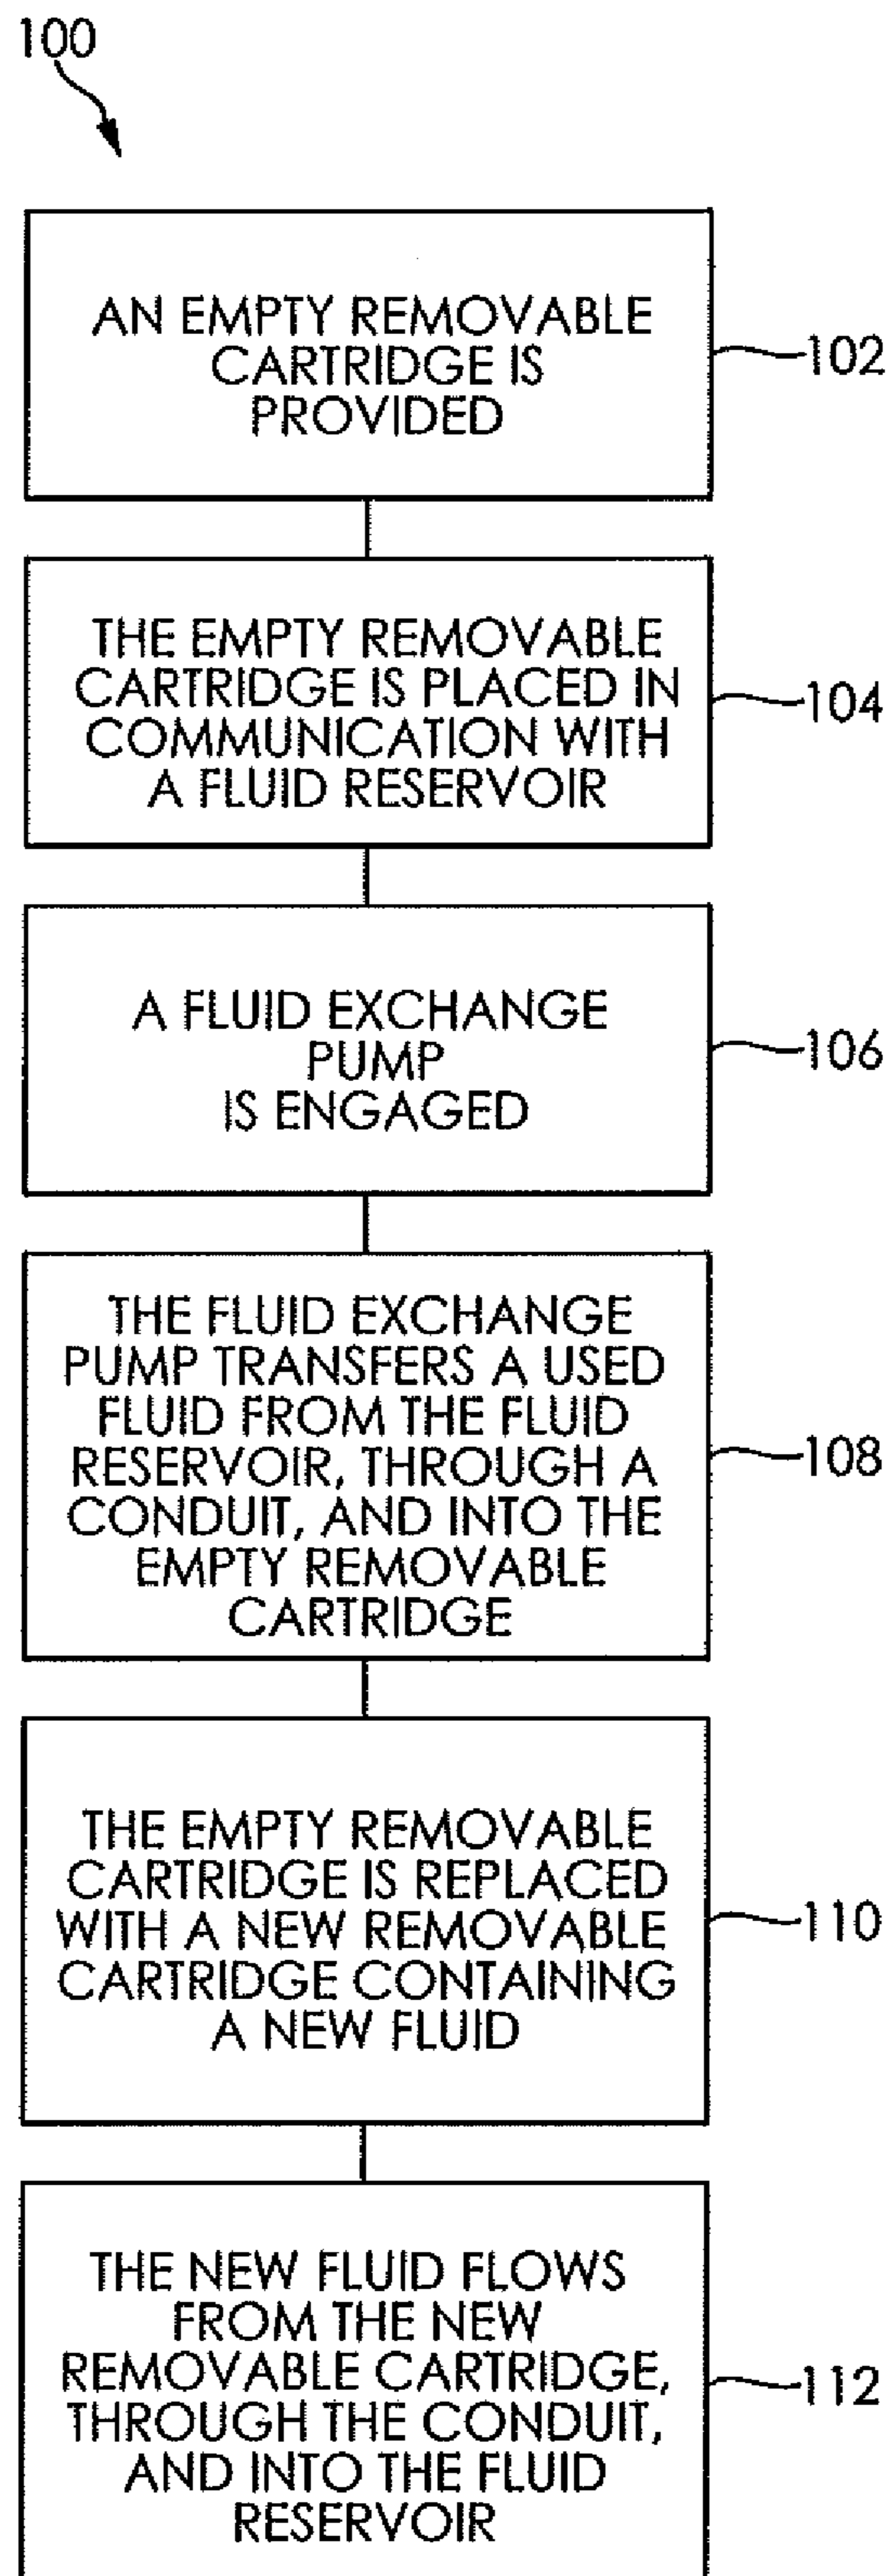 100
AN EMPTY REMOVABLE
CARTRIDGE IS
PROVIDED
102
THE EMPTY REMOVABLE
CARTRIDGE IS PLACED IN
COMMUNICATION WITH
A FLUID RESERVOIR
104
A FLUID EXCHANGE
PUMP
IS ENGAGED
106
THE FLUID EXCHANGE
PUMP TRANSFERS A USED
FLUID FROM THE FLUID
RESERVOIR, THROUGH A
CONDUIT, AND INTO THE
EMPTY REMOVABLE
CARTRIDGE
108
THE EMPTY REMOVABLE
CARTRIDGE IS REPLACED
WITH A NEW REMOVABLE
CARTRIDGE CONTAINING
A NEW FLUID
110
THE NEW FLUID FLOWS
FROM THE NEW
REMOVABLE CARTRIDGE,
THROUGH THE CONDUIT,
AND INTO THE FLUID
RESERVOIR
112